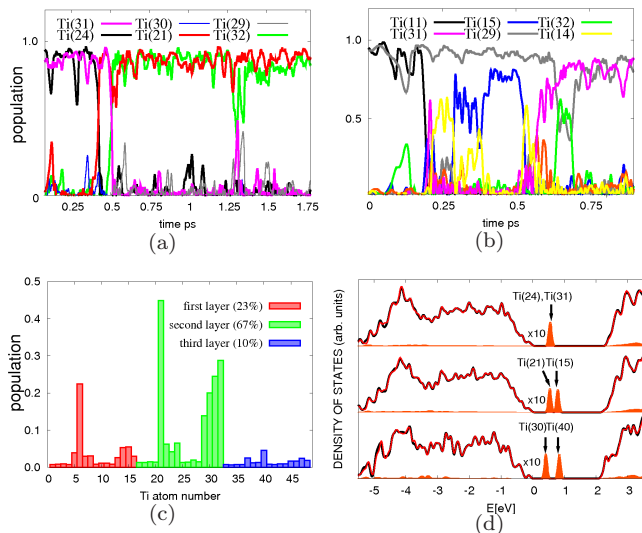 Ti(31) Ti(30) Ti(29)
Ti(24) Ti(21) Ti(32)
1.0
0
population
0.25 0.5 0.75 1 1.25 1.5 1.75
time ps
(a)
Ti(11) Ti(15) Ti(32)
Ti(31) Ti(29) Ti(14)
1.0
0.5
0 0.25 0.5 0.75
time ps
(b)
0.5
0.4
0.3
0.2
0.1
0.0
population
first layer (23%)
second layer (67%)
third layer (10%)
0 5 10 15 20 25 30 35 40 45
Ti atom number
(c)
DENSITY OF STATES (arb. units)
Ti(24),Ti(31)
x10
Ti(21)Ti(15)
x10
Ti(30)Ti(40)
x10
-5 -4 -3 -2 -1 0 1 2 3
E[eV]
(d)